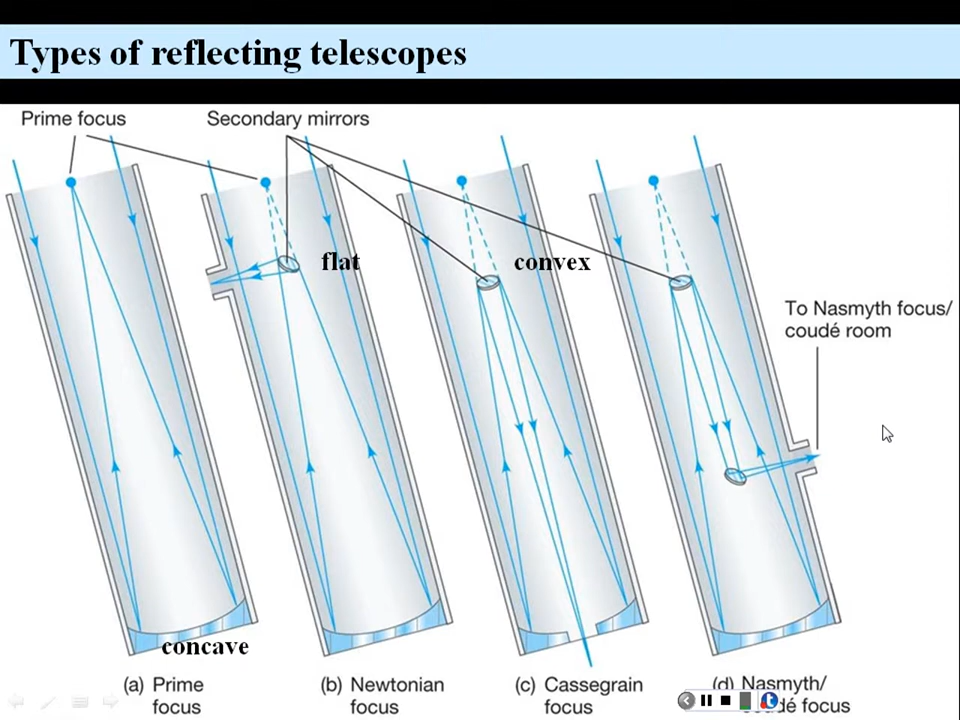 Types of reflecting telescopes
Prime focus
Secondary mirrors
flat
convex
To Nasmyth focus/
coudé room
concave
(a) Prime
focus
(b) Newtonian
focus
(c) Cassegrain
focus
(d) Nasmyth/
dé focus